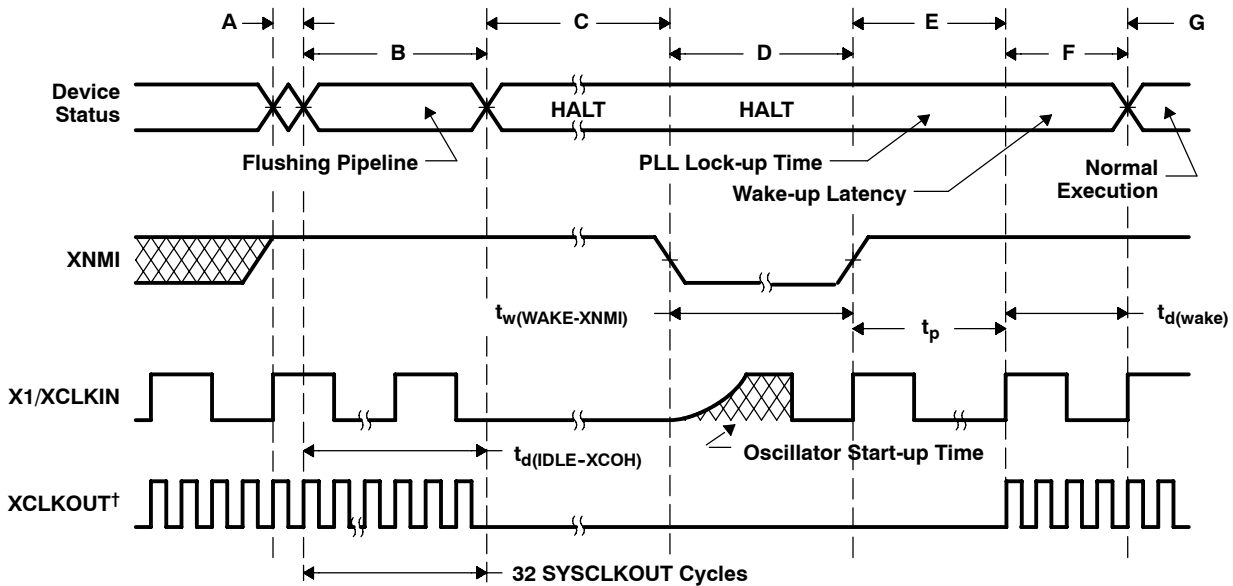 A
C
E
G
B
D
F
Device
Status
HALT
HALT
Flushing Pipeline
PLL Lock-up Time
Wake-up Latency
Normal
Execution
XNMI
tw(WAKE-XNMI)
tp
td(wake)
X1/XCLKIN
Oscillator Start-up Time
td(IDLE-XCOH)
XCLKOUT†
32 SYSCLKOUT Cycles